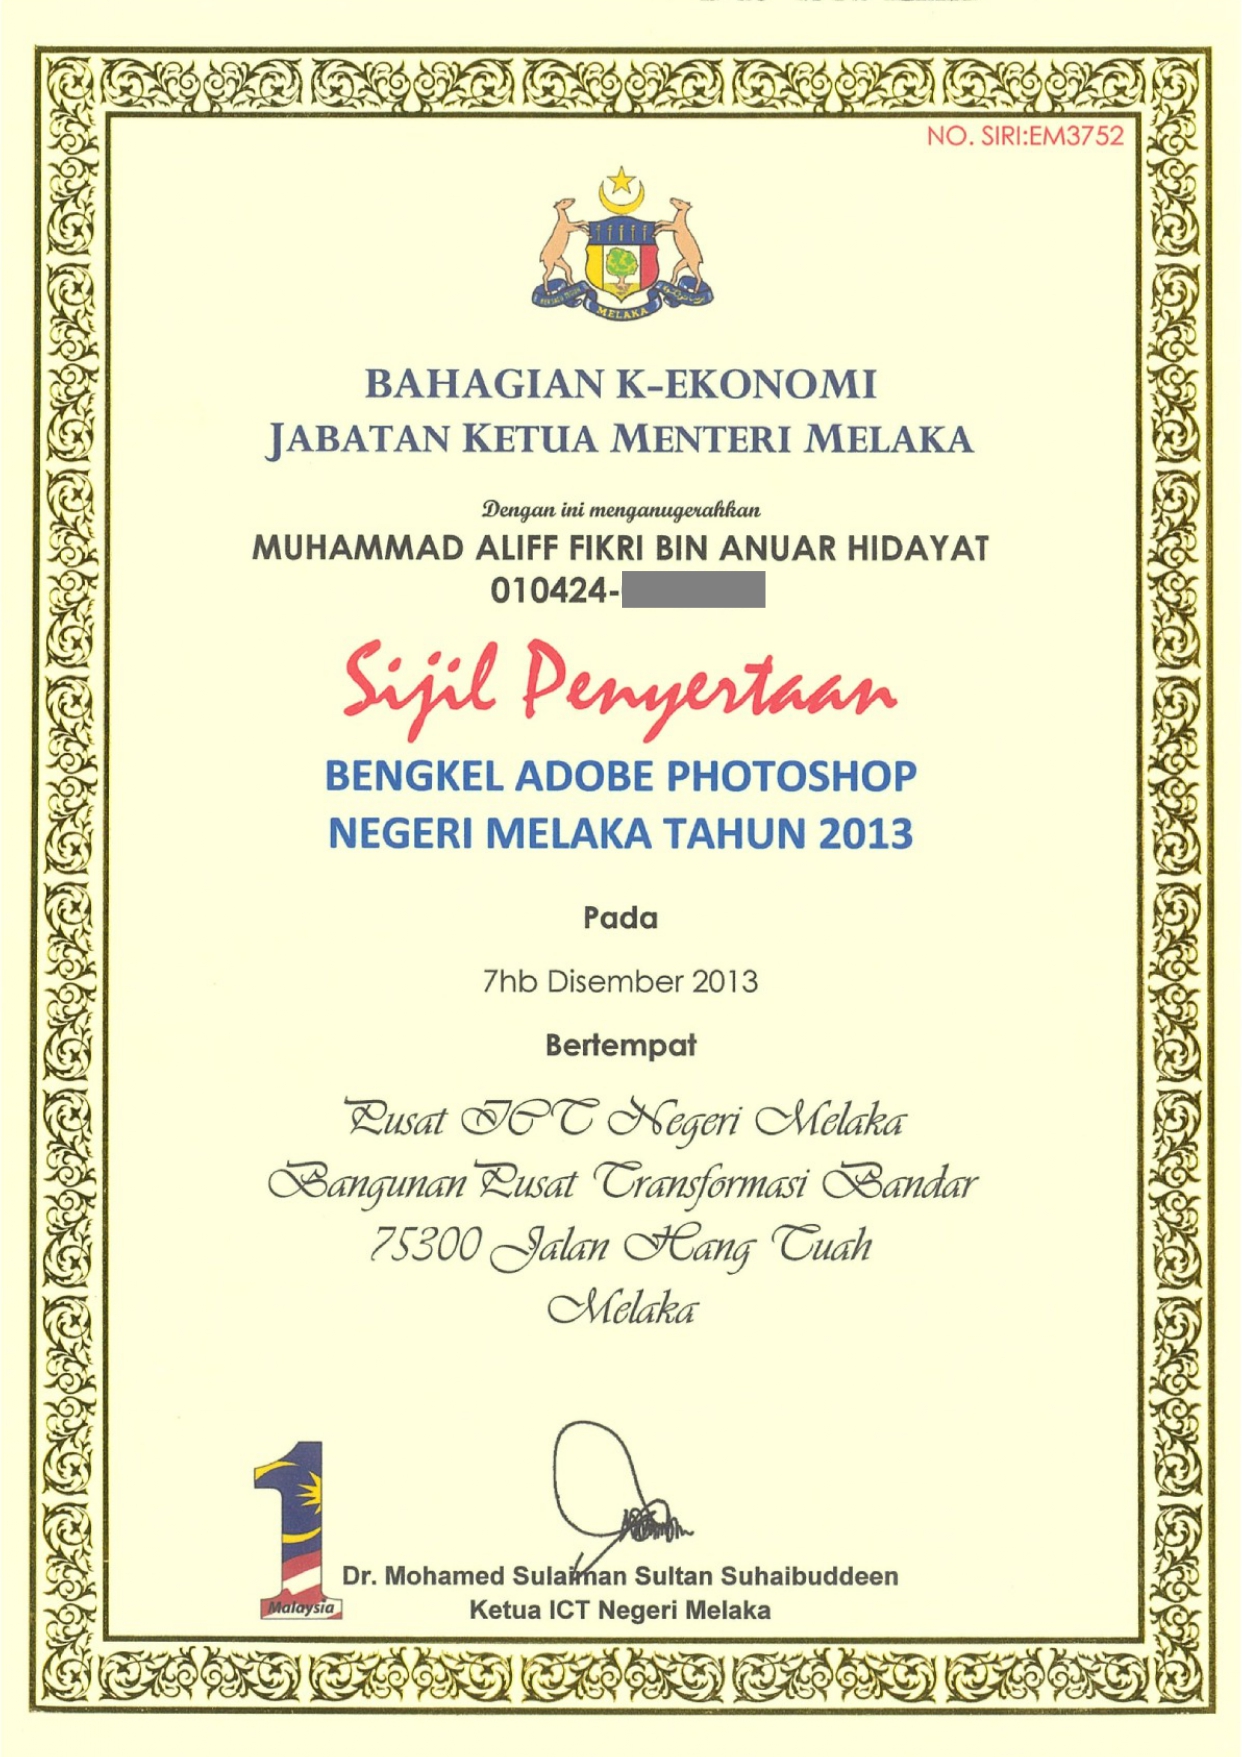 NO. SIRI:EM3752
MELAKA
BAHAGIAN K-EKONOMI
JABATAN KETUA MENTERI MELAKA
Dengan ini menganugerahkan
MUHAMMAD ALIFF FIKRI BIN ANUAR HIDAYAT
010424-
Sijil Penyertaan
BENGKEL ADOBE PHOTOSHOP
NEGERI MELAKA TAHUN 2013
Pada
7hb Disember 2013
Bertempat
Pusat ICT Negeri Melaka
Bangunan Pusat Transformasi Bandar
75300 Jalan Hang Tuah
Melaka
Malaysia
Dr. Mohamed Sulaiman Sultan Suhaibuddeen
Ketua ICT Negeri Melaka